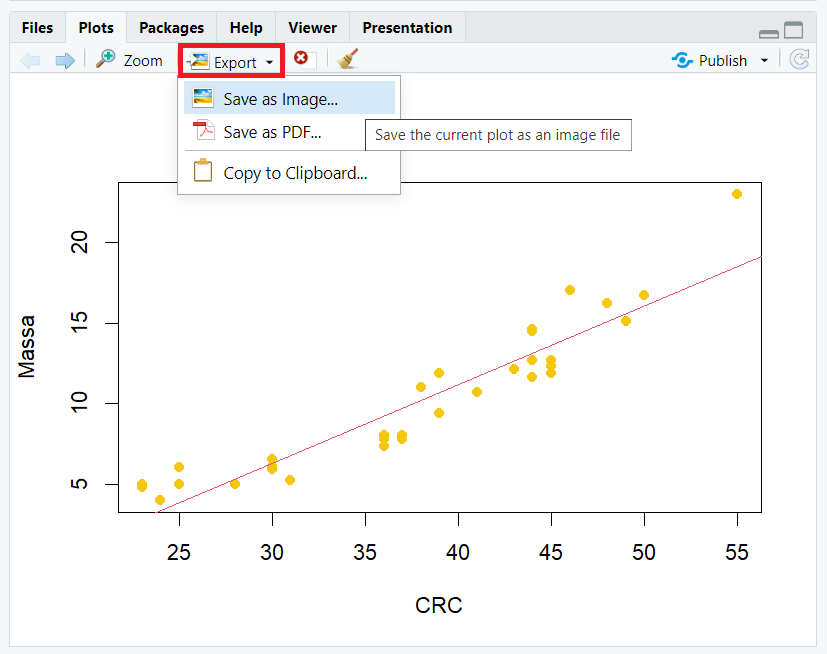 Files Plots Packages Help Viewer Presentation
Zoom Export Publish
Save as Image...
Save as PDF...
Save the current plot as an image file
Copy to Clipboard...
20
15
10
5
Massa
25 30 35 40 45 50 55
CRC